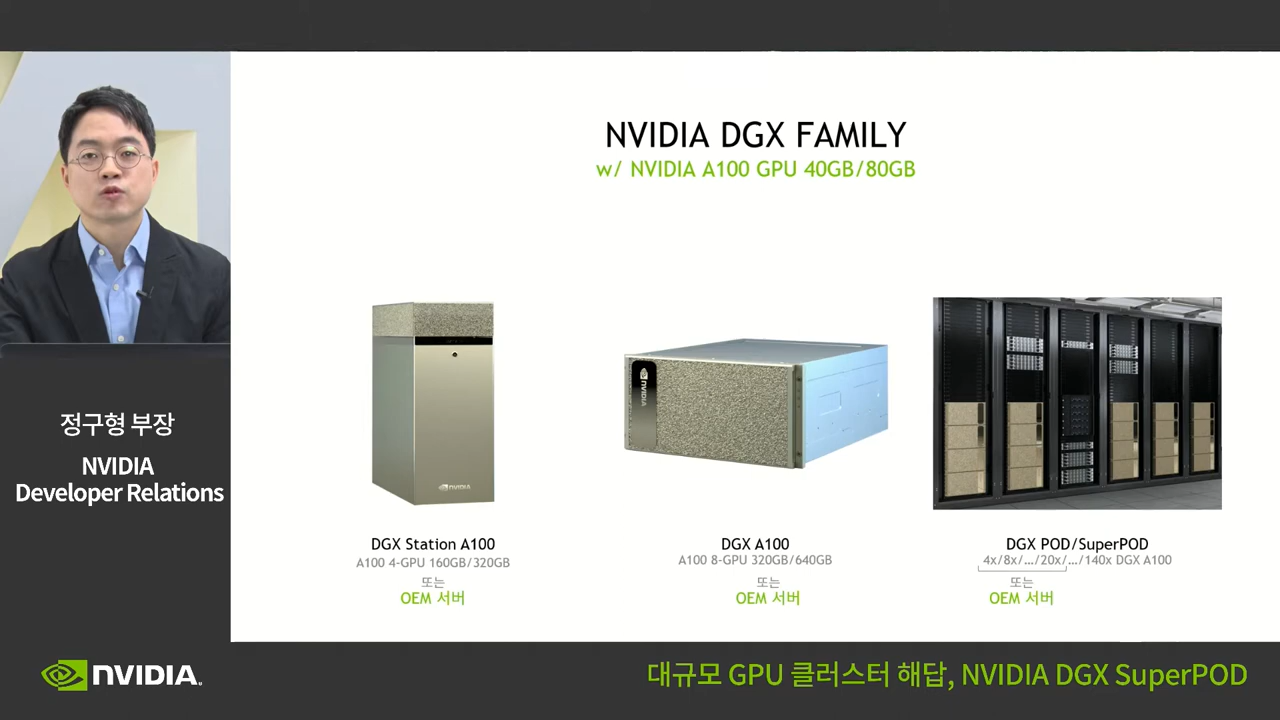 NVIDIA DGX FAMILY
w/ NVIDIA A100 GPU 40GB/80GB
NVIDIA
NVIDIA
DGX Station A100
A100 4-GPU 160GB/320GB
또는
OEM 서버
DGX A100
A100 8-GPU 320GB/640GB
또는
OEM 서버
DGX POD/SuperPOD
4x/8x/.../20x/.../140x DGX A100
또는
OEM 서버
정구형 부장
NVIDIA
Developer Relations
NVIDIA.
대규모 GPU 클러스터 해답, NVIDIA DGX SuperPOD